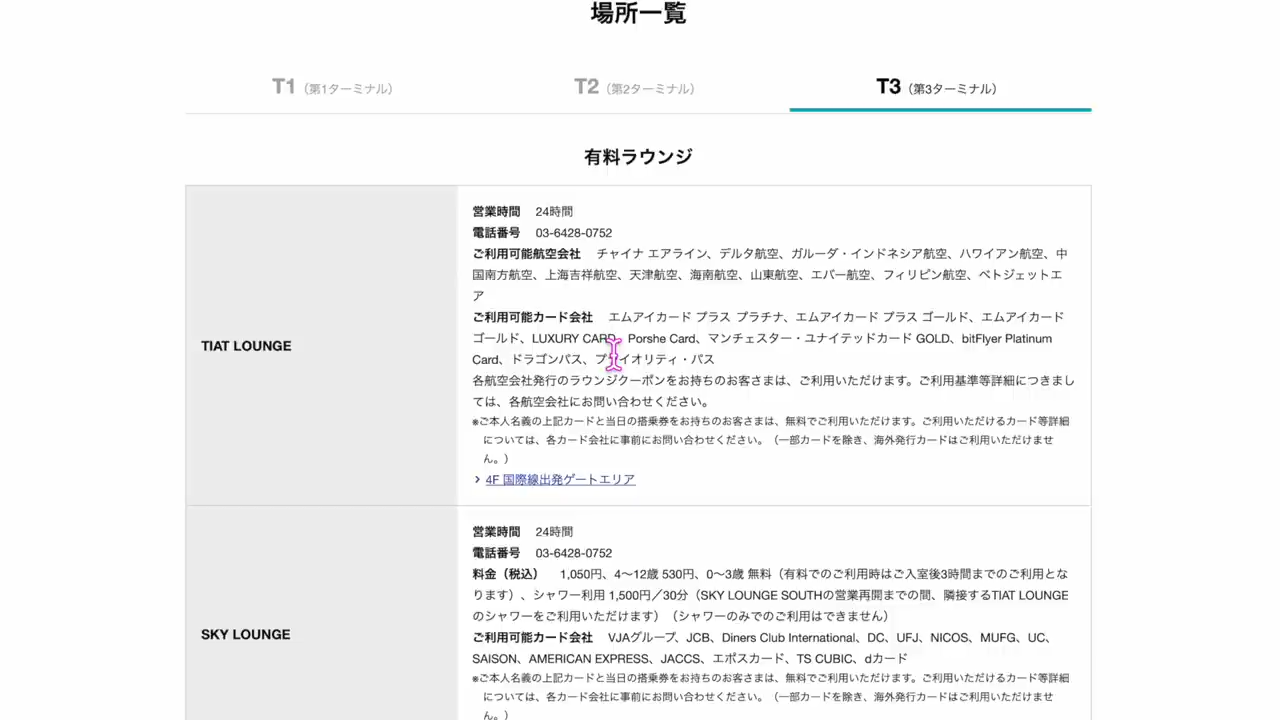 場所一覧
T1（第1ターミナル）
T2（第2ターミナル）
T3（第3ターミナル）
有料ラウンジ
TIAT LOUNGE
営業時間 24時間
電話番号 03-6428-0752
ご利用可能航空会社 チャイナ エアライン、デルタ航空、ガルーダ・インドネシア航空、ハワイアン航空、中
国南方航空、上海吉祥航空、天津航空、海南航空、山東航空、エバー航空、フィリピン航空、ベトジェットエ
ア
ご利用可能カード会社 エムアイカード プラス プラチナ、エムアイカード プラス ゴールド、エムアイカード
ゴールド、LUXURY CARD、Porshe Card、マンチェスター・ユナイテッドカード GOLD、bitFlyer Platinum
Card、ドラゴンパス、プライオリティ・パス
各航空会社発行のラウンジクーポンをお持ちのお客さまは、ご利用いただけます。ご利用基準等詳細につきまし
ては、各航空会社にお問い合わせください。
※ご本人名義の上記カードと当日の搭乗券をお持ちのお客さまは、無料でご利用いただけます。ご利用いただけるカード等詳細
については、各カード会社に事前にお問い合わせください。（一部カードを除き、海外発行カードはご利用いただけませ
ん。）
› 4F 国際線出発ゲートエリア
SKY LOUNGE
営業時間 24時間
電話番号 03-6428-0752
料金（税込） 1,050円、4〜12歳 530円、0〜3歳 無料（有料でのご利用時はご入室後3時間までのご利用とな
ります）、シャワー利用 1,500円／30分（SKY LOUNGE SOUTHの営業再開までの間、隣接するTIAT LOUNGE
のシャワーをご利用いただけます）（シャワーのみでのご利用はできません）
ご利用可能カード会社 VJAグループ、JCB、Diners Club International、DC、UFJ、NICOS、MUFG、UC、
SAISON、AMERICAN EXPRESS、JACCS、エポスカード、TS CUBIC、dカード
※ご本人名義の上記カードと当日の搭乗券をお持ちのお客さまは、無料でご利用いただけます。ご利用いただけるカード等詳細
については、各カード会社に事前にお問い合わせください。（一部カードを除き、海外発行カードはご利用いただけませ
ん。）